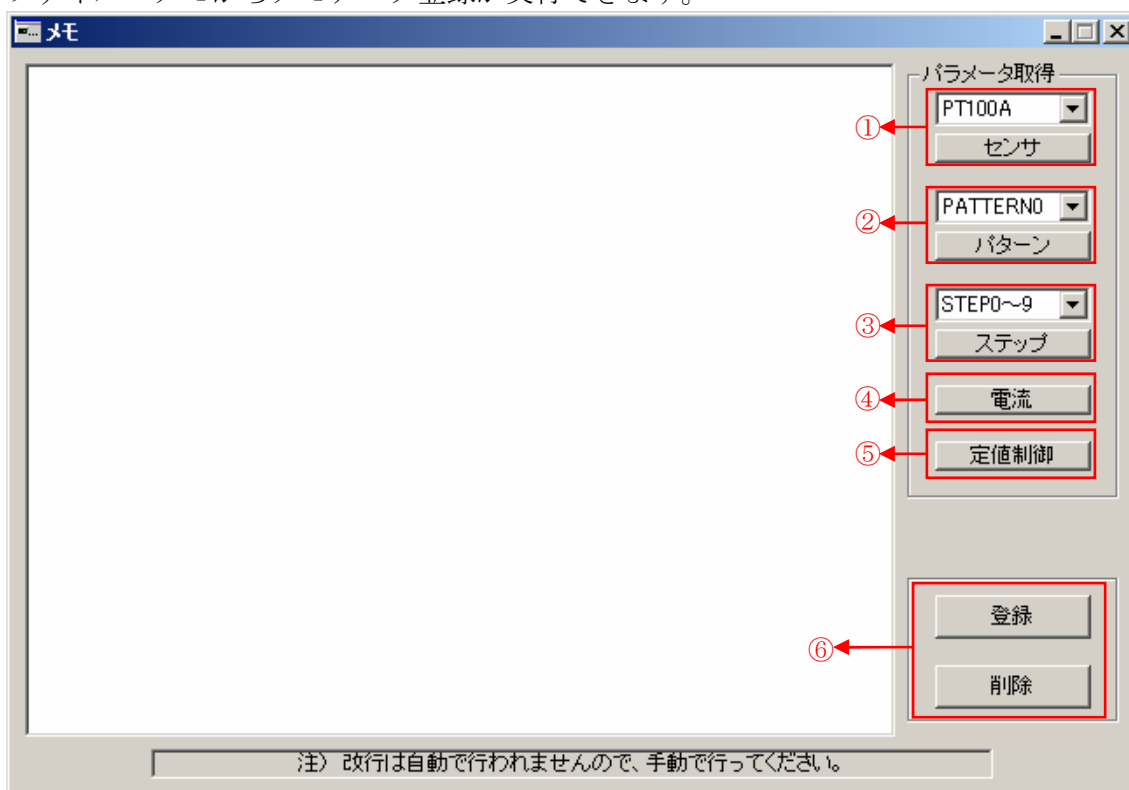 メモ
パラメータ取得
PT100A
① センサ
PATTERN0
② パターン
STEP0～9
③ ステップ
④ 電流
⑤ 定値制御
登録
⑥
削除
注） 改行は自動で行われませんので、手動で行ってください。